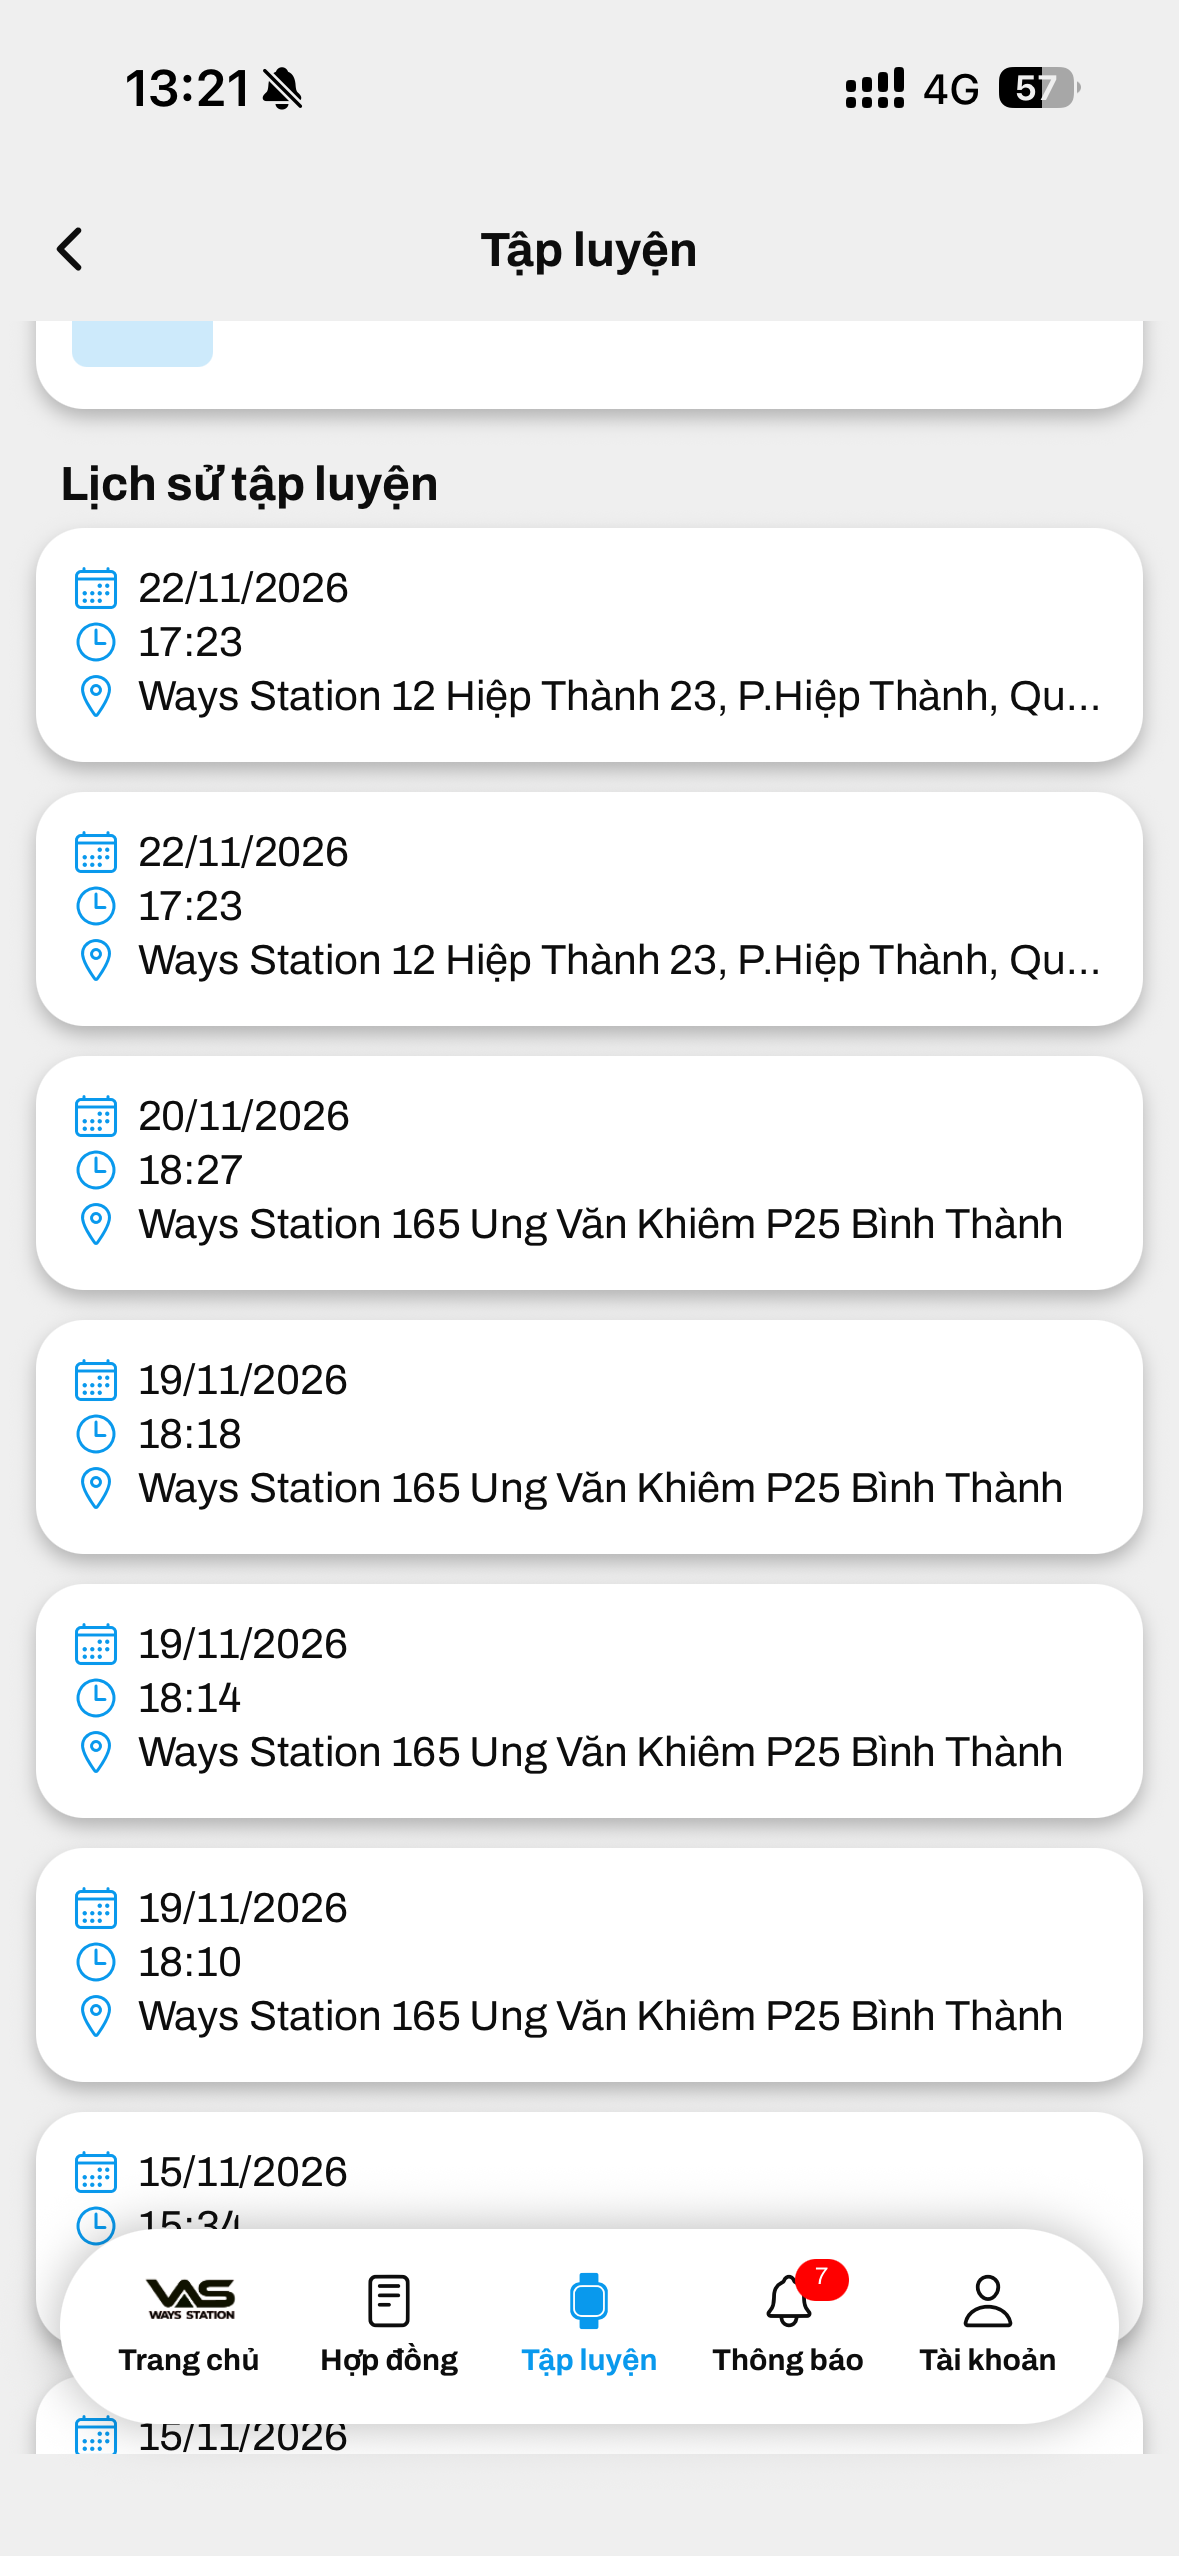 13:21
4G
57
Tập luyện
Lịch sử tập luyện
22/11/2026
17:23
Ways Station 12 Hiệp Thành 23, P.Hiệp Thành, Qu...
22/11/2026
17:23
Ways Station 12 Hiệp Thành 23, P.Hiệp Thành, Qu...
20/11/2026
18:27
Ways Station 165 Ung Văn Khiêm P25 Bình Thành
19/11/2026
18:18
Ways Station 165 Ung Văn Khiêm P25 Bình Thành
19/11/2026
18:14
Ways Station 165 Ung Văn Khiêm P25 Bình Thành
19/11/2026
18:10
Ways Station 165 Ung Văn Khiêm P25 Bình Thành
15/11/2026
15:34
VAS
WAYS STATION
7
Trang chủ
Hợp đồng
Tập luyện
Thông báo
Tài khoản
15/11/2026